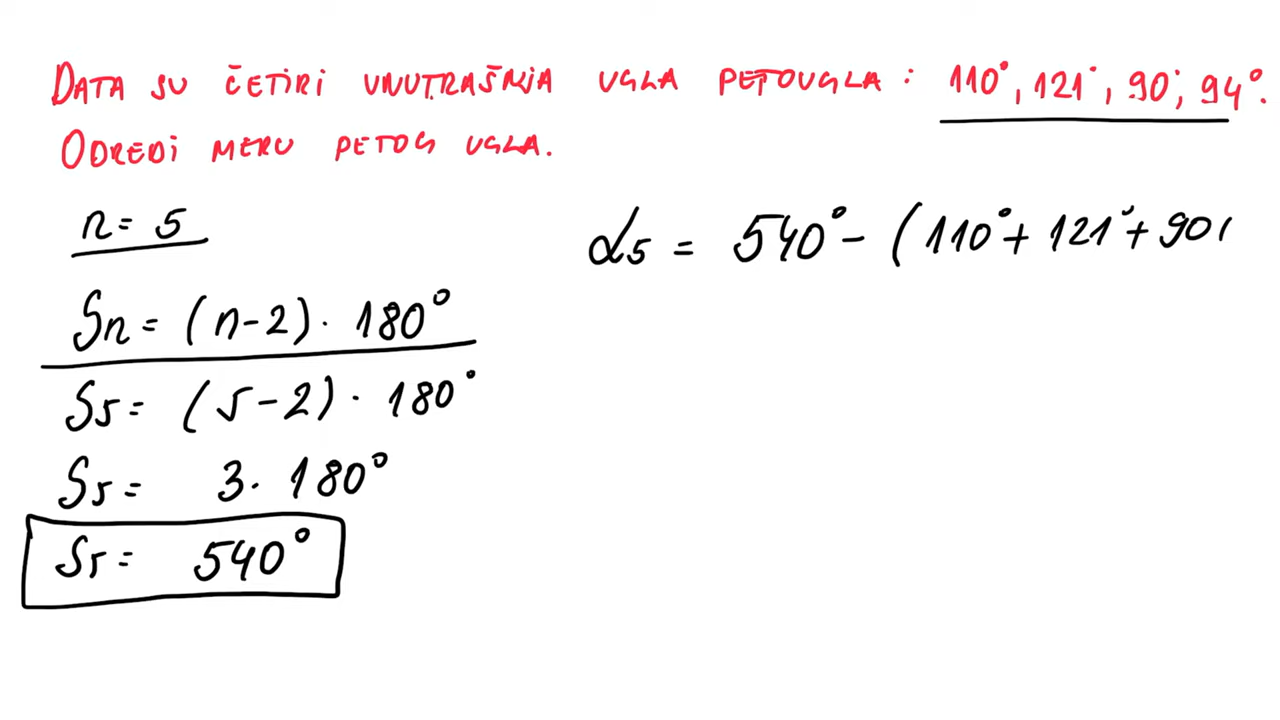 DATA SU ČETIRI UNUTRAŠNJA UGLA PETOUGLA: 110°, 121°, 90°, 94°.
ODREDI MERU PETOG UGLA.
n = 5
Sn = (n-2) · 180°
S5 = (5-2) · 180°
S5 = 3 · 180°
S5 = 540°
α5 = 540° - (110° + 121° + 90